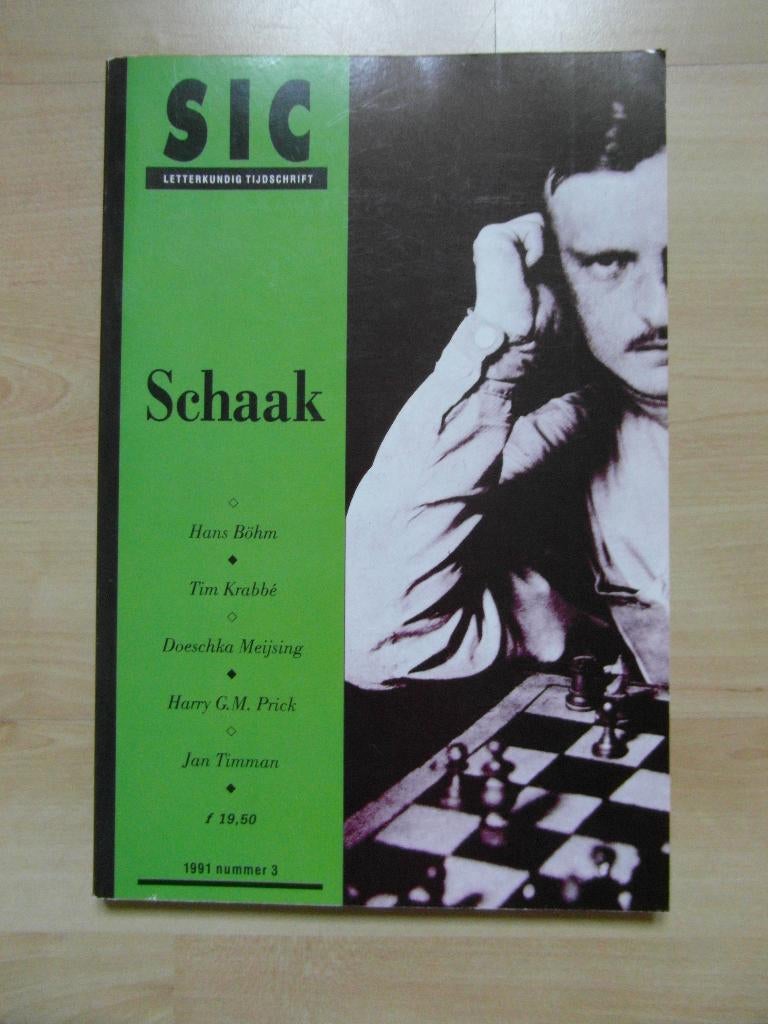 SIC
LETTERKUNDIG TIJDSCHRIFT
Schaak
Hans Böhm
Tim Krabbé
Doeschka Meijsing
Harry G.M. Prick
Jan Timman
f 19,50
1991 nummer 3